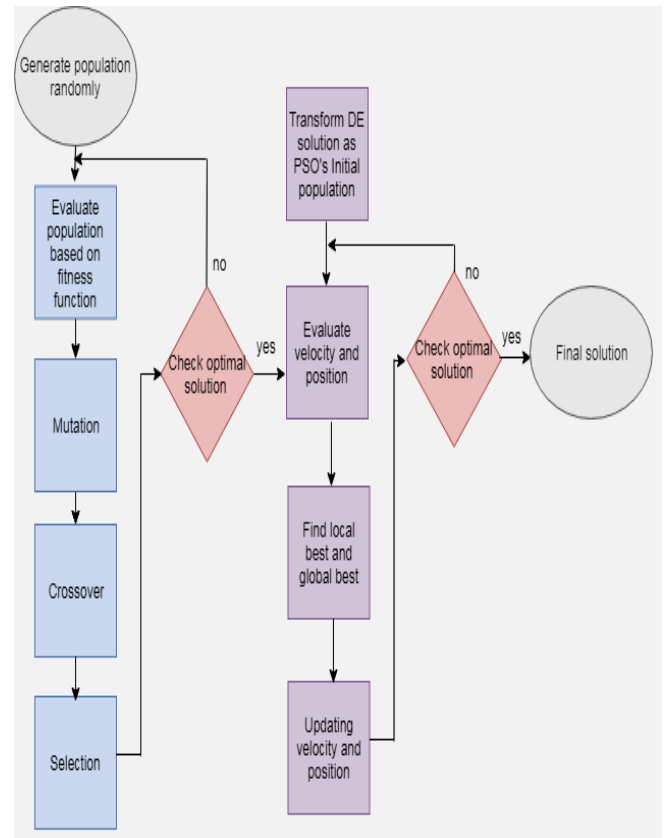 Generate population
randomly
Evaluate
population
based on
fitness
function
Mutation
Crossover
Selection
no
Check optimal
solution
yes
Transform DE
solution as
PSO's Initial
population
Evaluate
velocity and
position
Find local
best and
global best
Updating
velocity and
position
no
Check optimal
solution
yes
Final solution